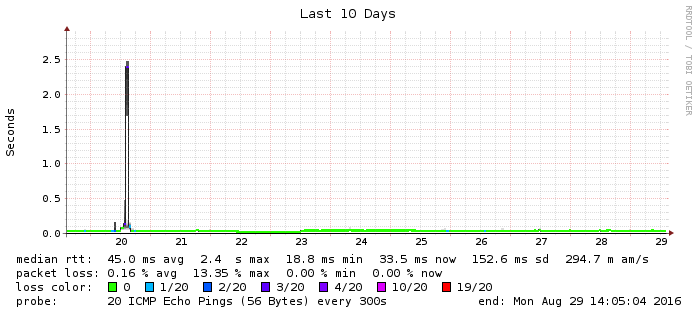 Last 10 Days
RRDTOOL / TOBI OETIKER
Seconds
2.5
2.0
1.5
1.0
0.5
0.0
20 21 22 23 24 25 26 27 28 29
median rtt: 45.0 ms avg 2.4 s max 18.8 ms min 33.5 ms now 152.6 ms sd 294.7 m am/s
packet loss: 0.16 % avg 13.35 % max 0.00 % min 0.00 % now
loss color: 0 1/20 2/20 3/20 4/20 10/20 19/20
probe: 20 ICMP Echo Pings (56 Bytes) every 300s end: Mon Aug 29 14:05:04 2016